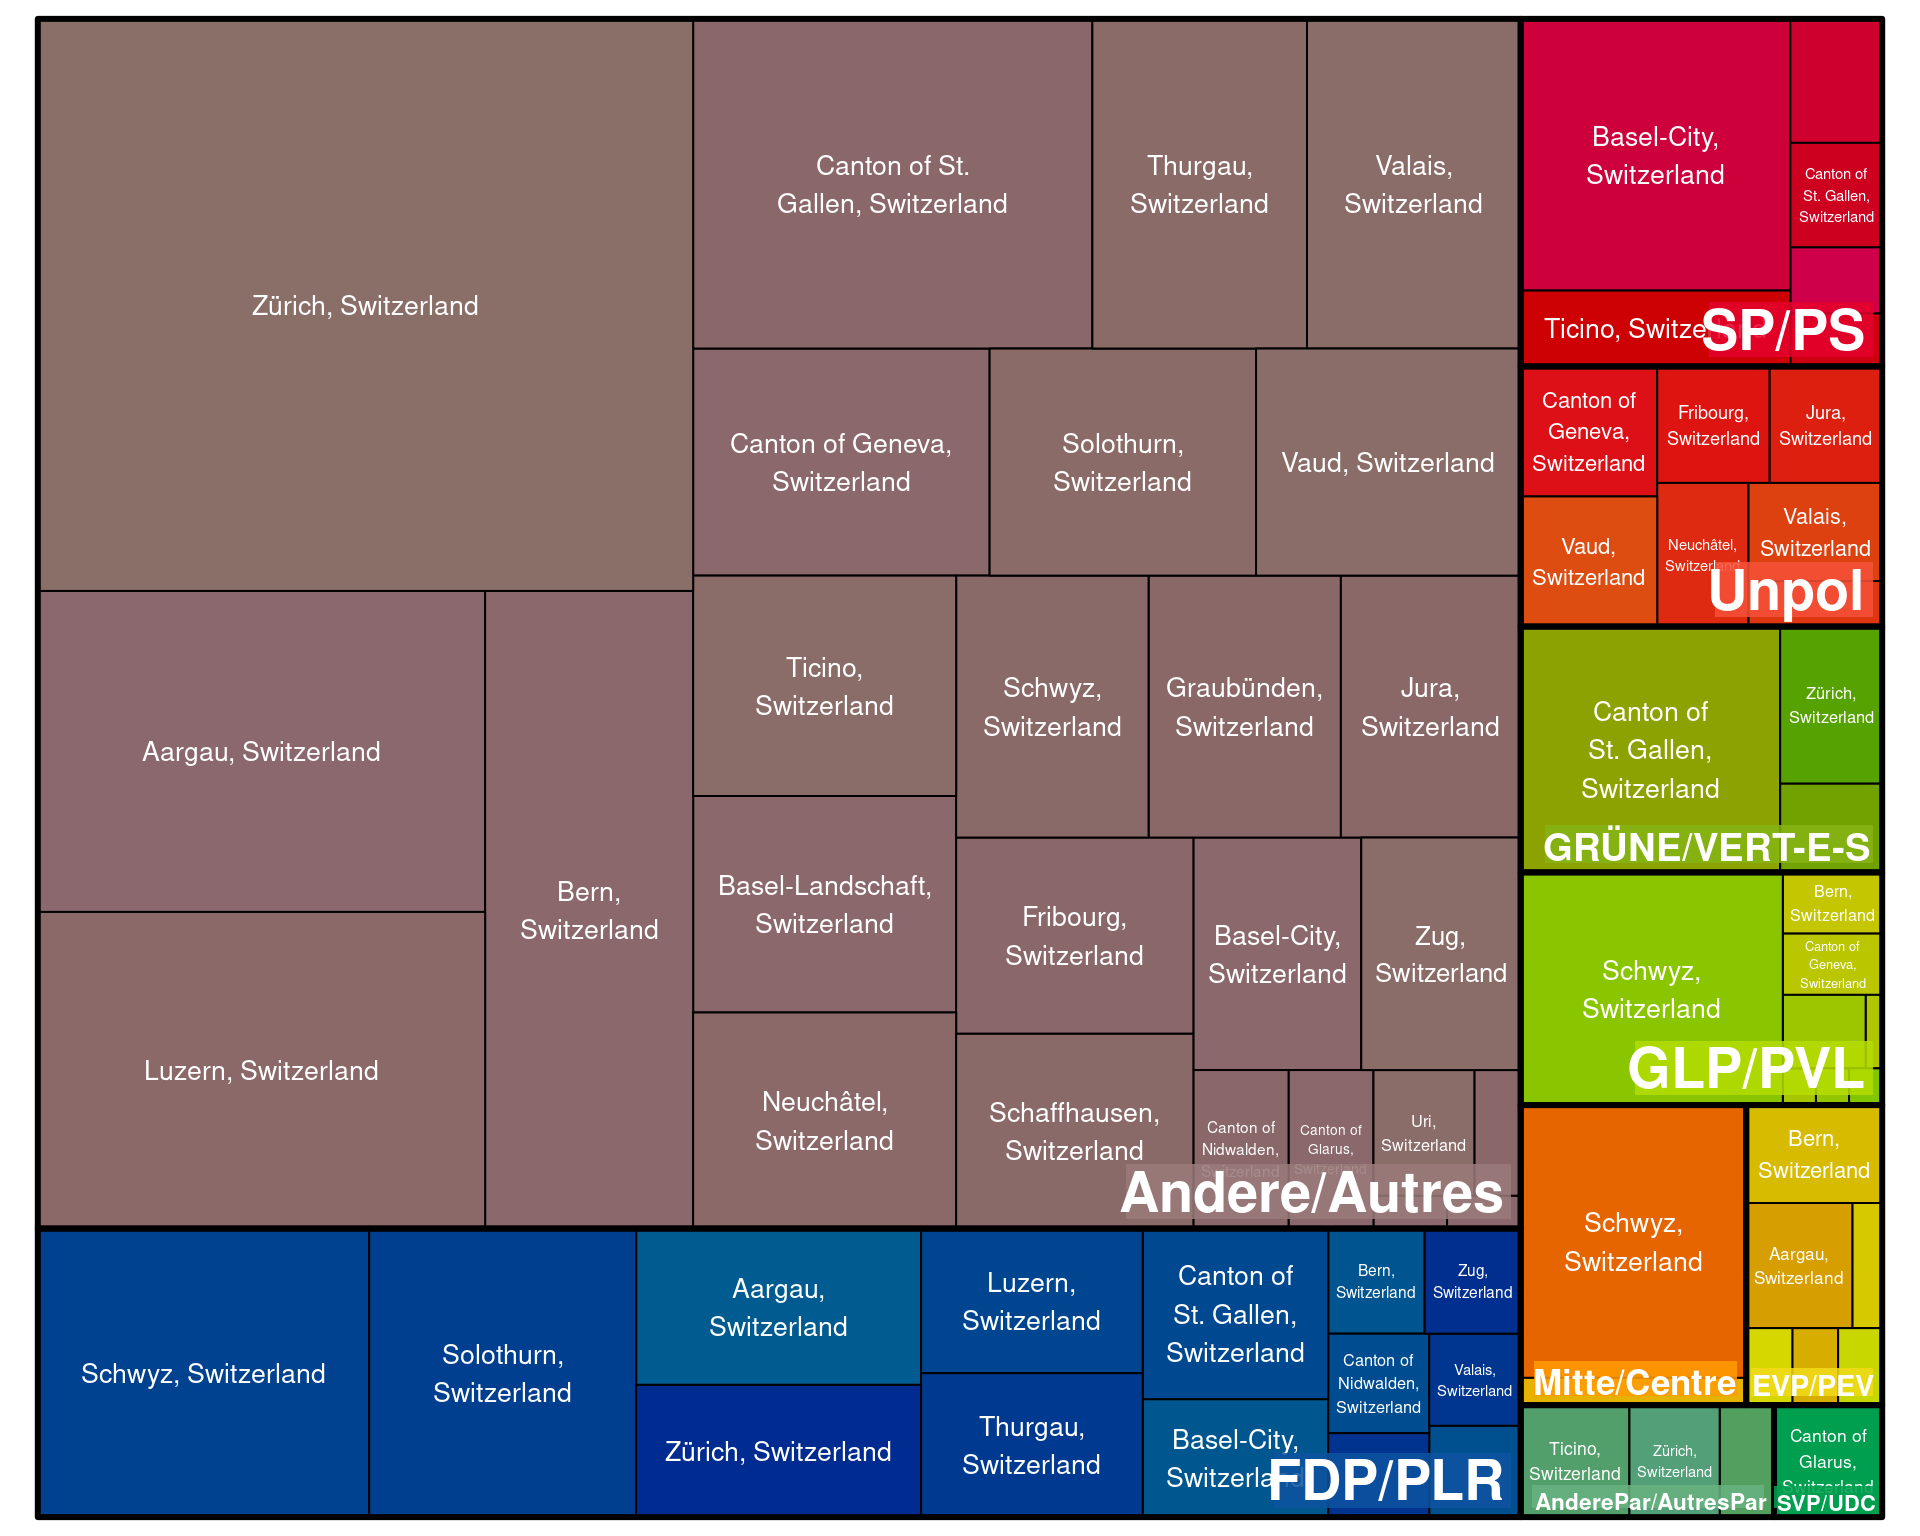 Zürich, Switzerland
Canton of St.
Gallen, Switzerland
Thurgau,
Switzerland
Valais,
Switzerland
Canton of Geneva,
Switzerland
Solothurn,
Switzerland
Vaud, Switzerland
Aargau, Switzerland
Bern,
Switzerland
Luzern, Switzerland
Ticino,
Switzerland
Schwyz,
Switzerland
Graubünden,
Switzerland
Jura,
Switzerland
Basel-Landschaft,
Switzerland
Fribourg,
Switzerland
Basel-City,
Switzerland
Zug,
Switzerland
Neuchâtel,
Switzerland
Schaffhausen,
Switzerland
Canton of
Nidwalden,
Switzerland
Canton of
Glarus,
Switzerland
Uri,
Switzerland
Andere/Autres
Schwyz, Switzerland
Solothurn,
Switzerland
Aargau,
Switzerland
Zürich, Switzerland
Luzern,
Switzerland
Thurgau,
Switzerland
Canton of
St. Gallen,
Switzerland
Basel-City,
Switzerland
Bern,
Switzerland
Zug,
Switzerland
Canton of
Nidwalden,
Switzerland
Valais,
Switzerland
FDP/PLR
Basel-City,
Switzerland
Canton of
St. Gallen,
Switzerland
Ticino, Switzerland
SP/PS
Canton of
Geneva,
Switzerland
Fribourg,
Switzerland
Jura,
Switzerland
Vaud,
Switzerland
Neuchâtel,
Switzerland
Valais,
Switzerland
Unpol
Canton of
St. Gallen,
Switzerland
Zürich,
Switzerland
GRÜNE/VERT-E-S
Schwyz,
Switzerland
Bern,
Switzerland
Canton of
Geneva,
Switzerland
GLP/PVL
Schwyz,
Switzerland
Mitte/Centre
Bern,
Switzerland
Aargau,
Switzerland
EVP/PEV
Ticino,
Switzerland
Zürich,
Switzerland
AnderePar/AutresPar
Canton of
Glarus,
Switzerland
SVP/UDC